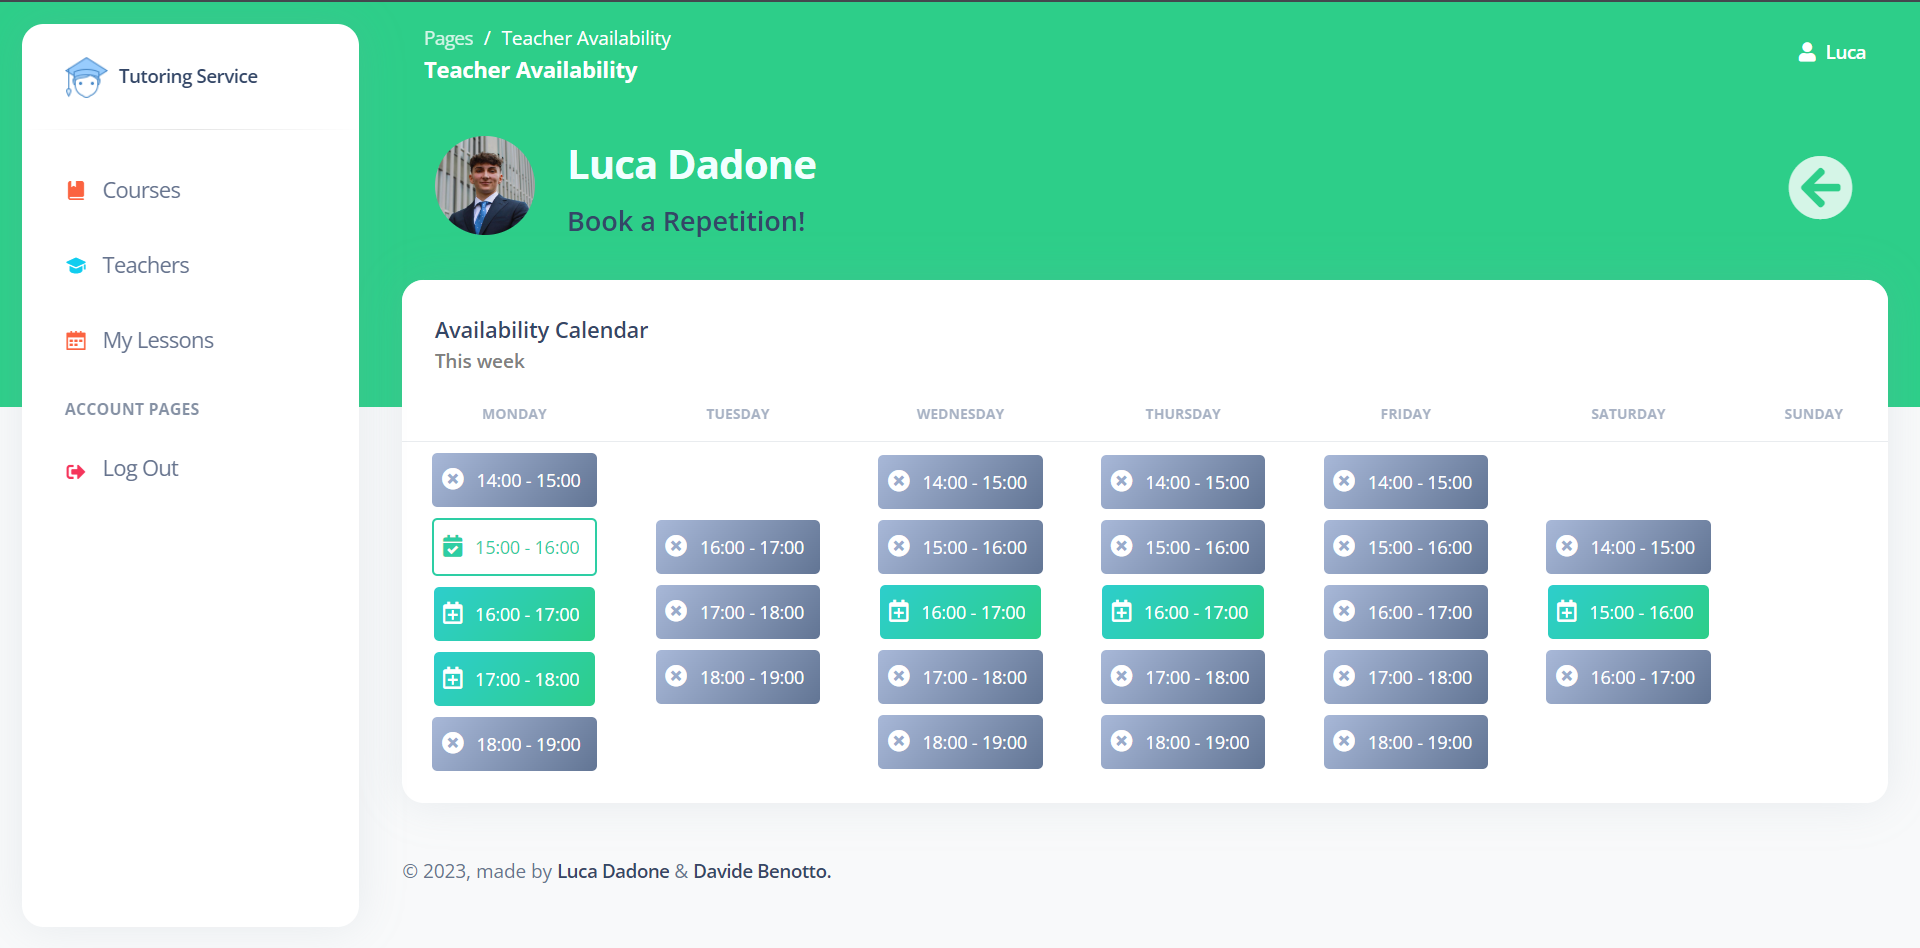 Tutoring Service
Courses
Teachers
My Lessons
ACCOUNT PAGES
Log Out
Pages / Teacher Availability
Teacher Availability
Luca
Luca Dadone
Book a Repetition!
Availability Calendar
This week
MONDAY TUESDAY WEDNESDAY THURSDAY FRIDAY SATURDAY SUNDAY
14:00 - 15:00 14:00 - 15:00 14:00 - 15:00 14:00 - 15:00
15:00 - 16:00 16:00 - 17:00 15:00 - 16:00 15:00 - 16:00 15:00 - 16:00 14:00 - 15:00
16:00 - 17:00 17:00 - 18:00 16:00 - 17:00 16:00 - 17:00 16:00 - 17:00 15:00 - 16:00
17:00 - 18:00 18:00 - 19:00 17:00 - 18:00 17:00 - 18:00 17:00 - 18:00 16:00 - 17:00
18:00 - 19:00 18:00 - 19:00 18:00 - 19:00 18:00 - 19:00
© 2023, made by Luca Dadone & Davide Benotto.